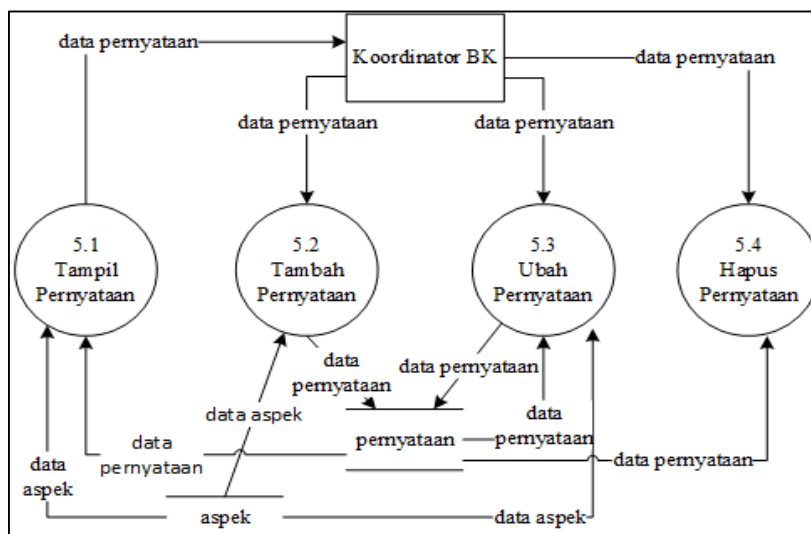 data pernyataan
Koordinator BK
data pernyataan
data pernyataan
data pernyataan
5.1
Tampil
Pernyataan
5.2
Tambah
Pernyataan
5.3
Ubah
Pernyataan
5.4
Hapus
Pernyataan
data
pernyataan
data pernyataan
data aspek
data
pernyataan
pernyataan
data
pernyataan
data pernyataan
data
aspek
aspek
data aspek